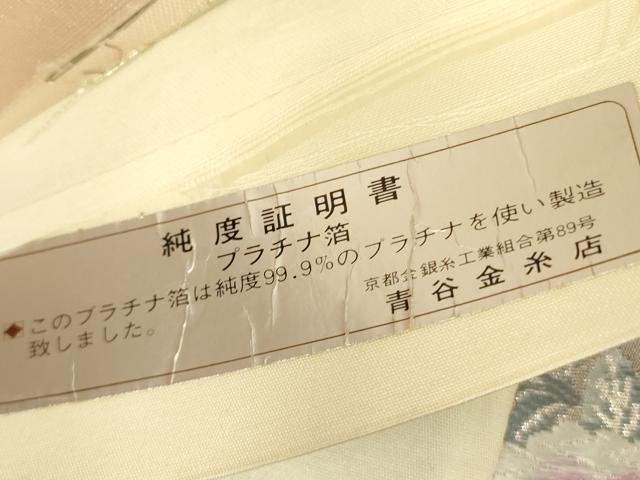 純度証明書
プラチナ箔
◆このプラチナ箔は純度99.9%のプラチナを使い製造
致しました。
京都金銀糸工業組合第89号
青谷金糸店